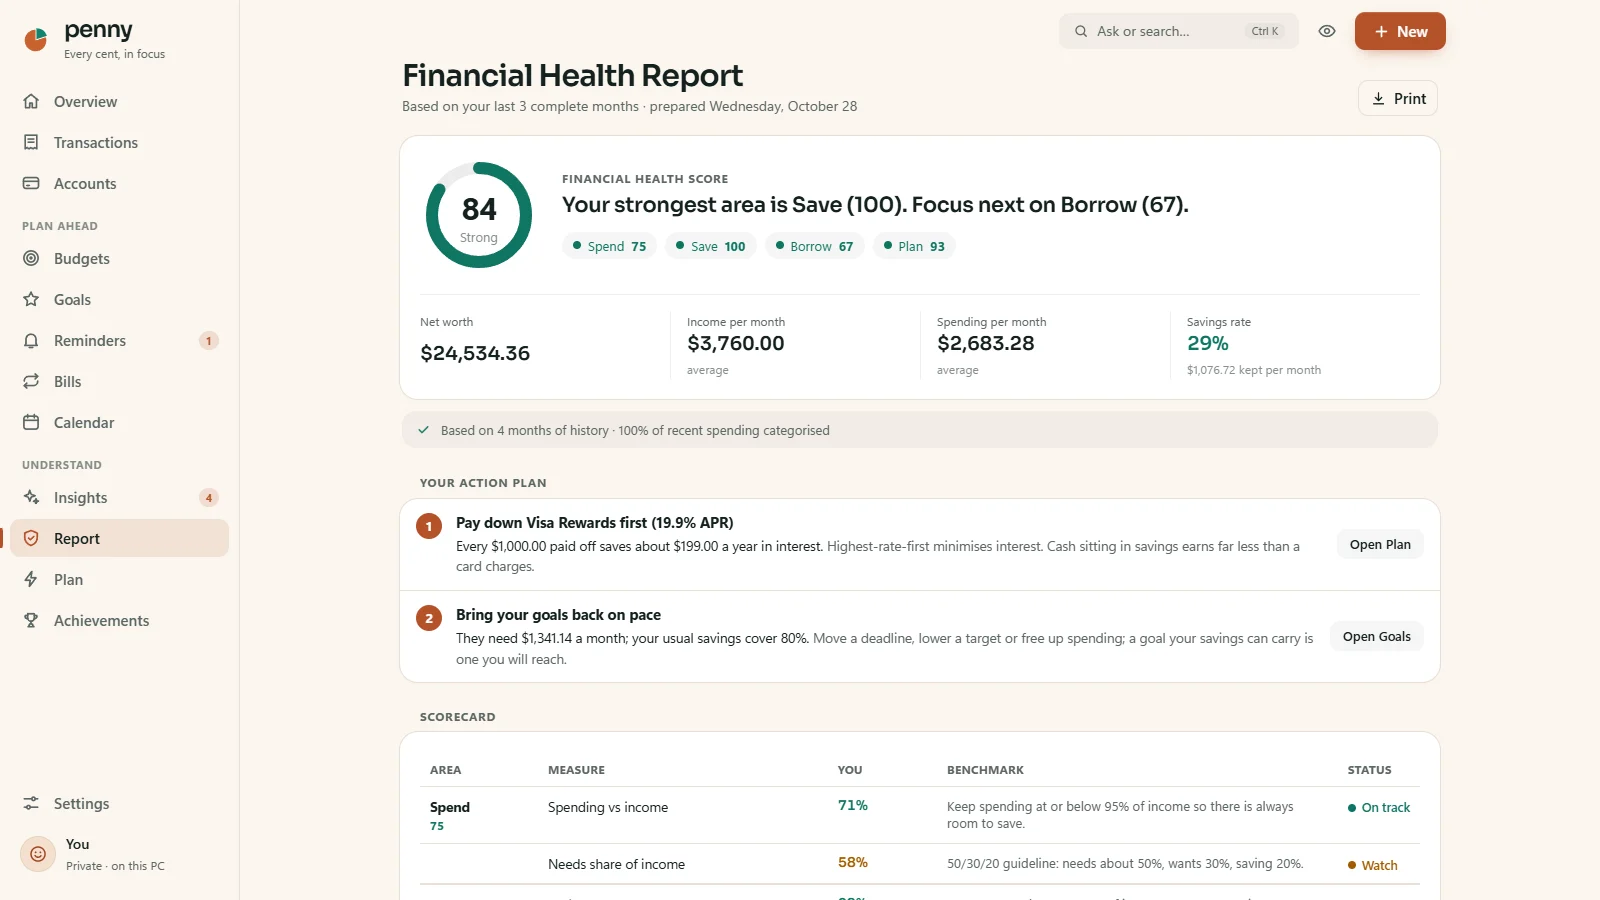 penny
Every cent, in focus
Overview
Transactions
Accounts
PLAN AHEAD
Budgets
Goals
Reminders 1
Bills
Calendar
UNDERSTAND
Insights 4
Report
Plan
Achievements
Settings
You
Private · on this PC
Ask or search... Ctrl K
New
Financial Health Report
Based on your last 3 complete months · prepared Wednesday, October 28
Print
84
Strong
FINANCIAL HEALTH SCORE
Your strongest area is Save (100). Focus next on Borrow (67).
Spend 75 Save 100 Borrow 67 Plan 93
Net worth
$24,534.36
Income per month
$3,760.00
average
Spending per month
$2,683.28
average
Savings rate
29%
$1,076.72 kept per month
Based on 4 months of history · 100% of recent spending categorised
YOUR ACTION PLAN
1 Pay down Visa Rewards first (19.9% APR)
Every $1,000.00 paid off saves about $199.00 a year in interest. Highest-rate-first minimises interest. Cash sitting in savings earns far less than a
card charges.
Open Plan
2 Bring your goals back on pace
They need $1,341.14 a month; your usual savings cover 80%. Move a deadline, lower a target or free up spending; a goal your savings can carry is
one you will reach.
Open Goals
SCORECARD
AREA MEASURE YOU BENCHMARK STATUS
Spend Spending vs income 71% Keep spending at or below 95% of income so there is always On track
75 room to save.
Needs share of income 58% 50/30/20 guideline: needs about 50%, wants 30%, saving 20%. Watch